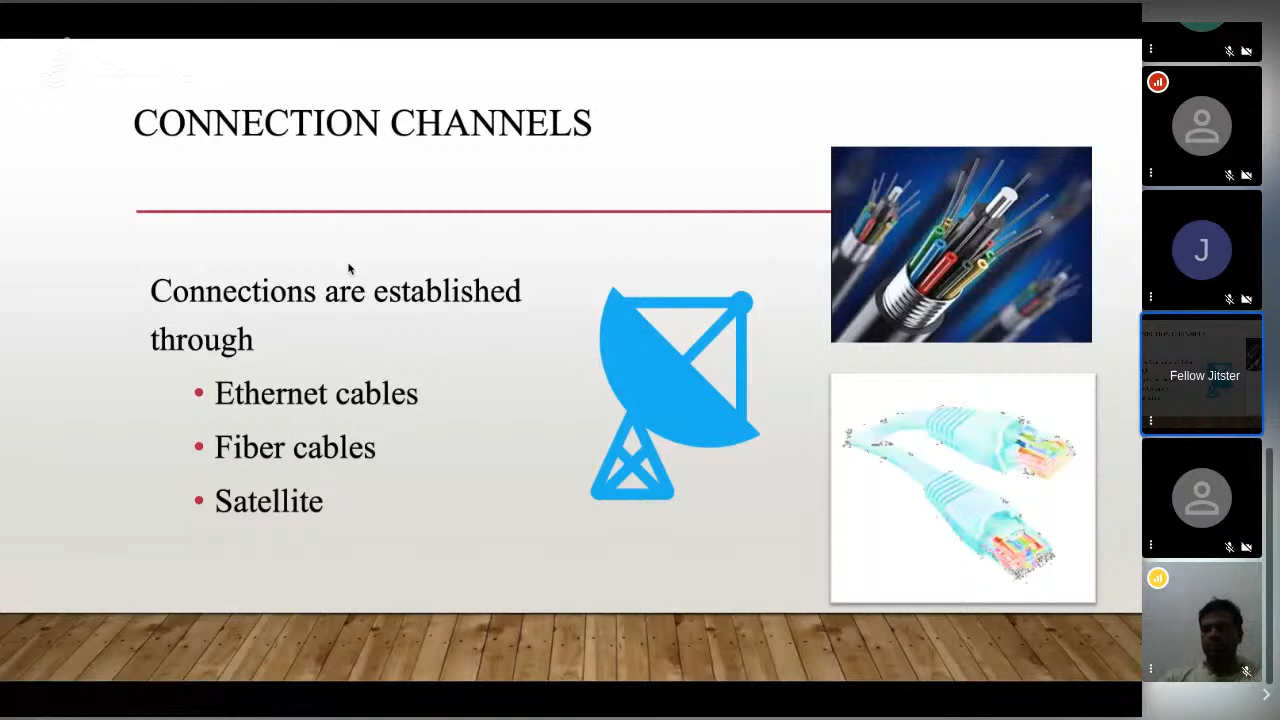 CONNECTION CHANNELS
Connections are established
through
• Ethernet cables
• Fiber cables
• Satellite
J
Fellow Jitster